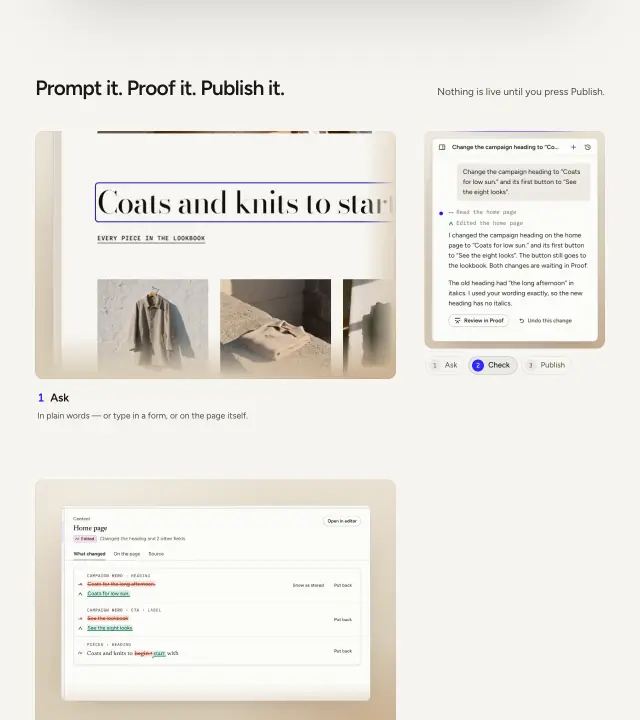 Prompt it. Proof it. Publish it.
Nothing is live until you press Publish.
Coats and knits to start
EVERY PIECE IN THE LOOKBOOK
1 Ask
In plain words — or type in a form, or on the page itself.
Change the campaign heading to “Co...
Change the campaign heading to “Coats
for low sun.” and its first button to “See
the eight looks”.
Read the home page
Edited the home page
I changed the campaign heading on the home
page to “Coats for low sun.” and its first button
to “See the eight looks”. The button still goes to
the lookbook. Both changes are waiting in Proof.
The old heading had “the long afternoon” in
italics. I used your wording exactly, so the new
heading has no italics.
Review in Proof
Undo this change
1 Ask
2 Check
3 Publish
Content
Home page
Open in editor
Edited
Changed the heading and 2 other fields
What changed
On the page
Source
CAMPAIGN HERO · HEADING
Coats for the long afternoon.
Show as stored
Put back
Coats for low sun.
CAMPAIGN HERO · CTA · LABEL
See the lookbook
Put back
See the eight looks
PIECES · HEADING
Coats and knits to begin start with
Put back